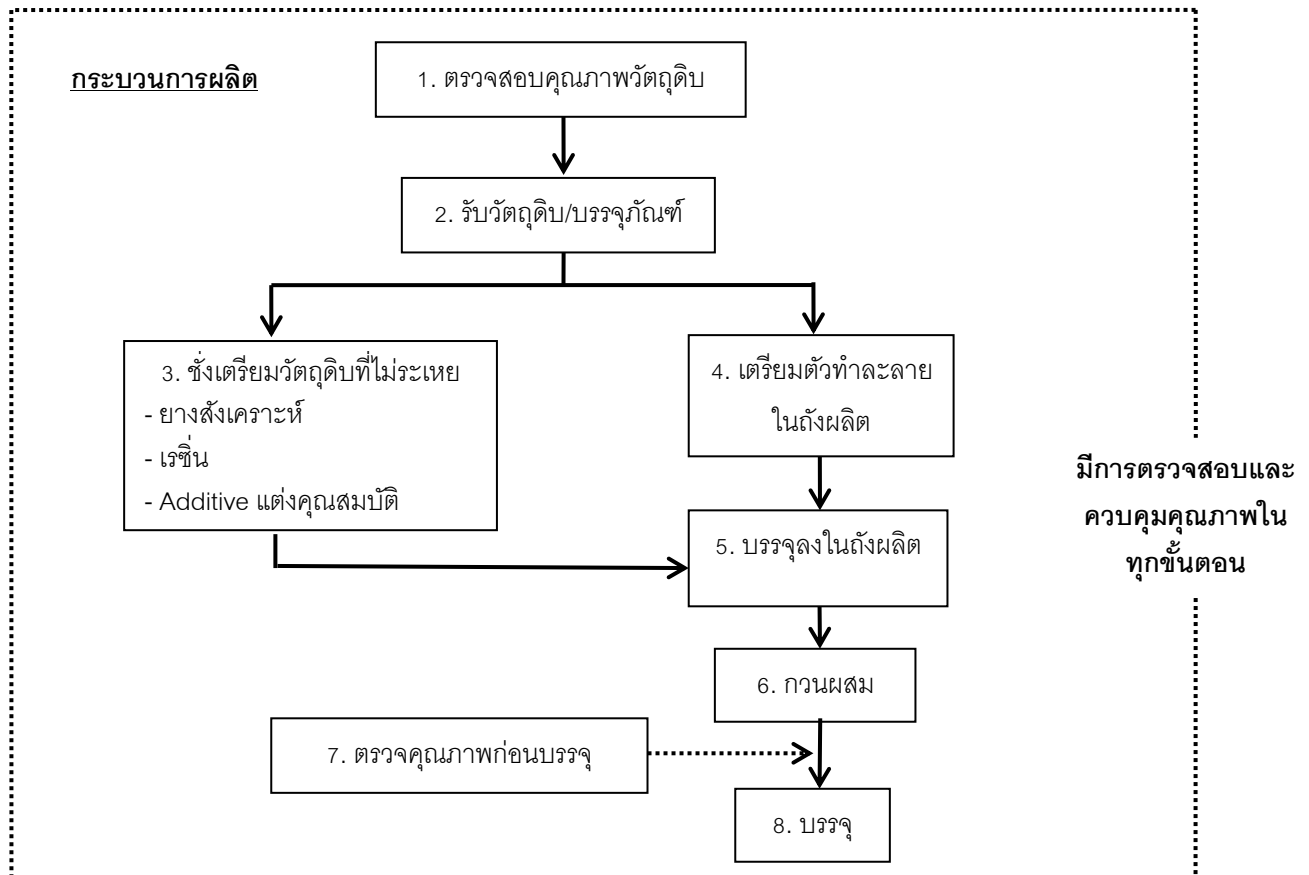 กระบวนการผลิต
1. ตรวจสอบคุณภาพวัตถุดิบ
2. รับวัตถุดิบ/บรรจุภัณฑ์
3. ชั่งเตรียมวัตถุดิบที่ไม่ระเหย
- ยางสังเคราะห์
- เรซิ่น
- Additive แต่งคุณสมบัติ
4. เตรียมตัวทำละลาย
ในถังผลิต
5. บรรจุลงในถังผลิต
6. กวนผสม
7. ตรวจคุณภาพก่อนบรรจุ
8. บรรจุ
มีการตรวจสอบและ
ควบคุมคุณภาพใน
ทุกขั้นตอน